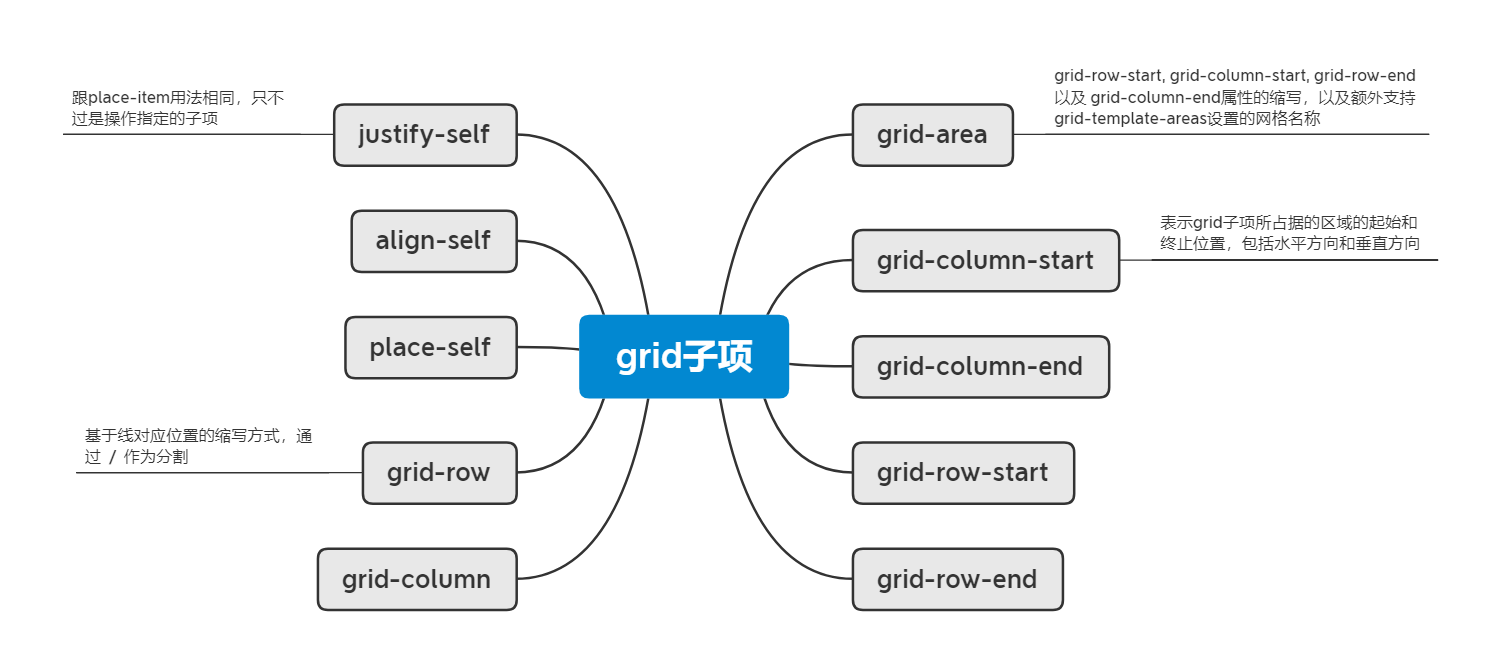 grid子项
grid-area
grid-row-start, grid-column-start, grid-row-end
以及 grid-column-end属性的缩写，以及额外支持
grid-template-areas设置的网格名称
grid-column-start
表示grid子项所占据的区域的起始和
终止位置，包括水平方向和垂直方向
grid-column-end
grid-row-start
grid-row-end
justify-self
跟place-item用法相同，只不
过是操作指定的子项
align-self
place-self
grid-row
基于线对应位置的缩写方式，通
过 / 作为分割
grid-column